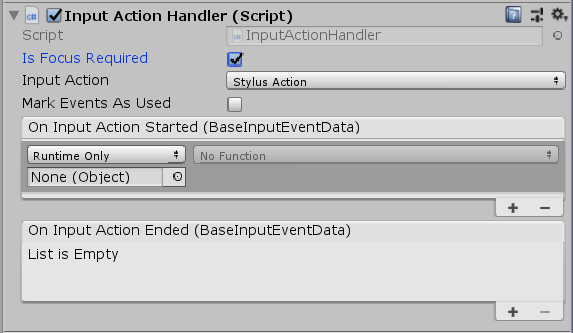 Input Action Handler (Script)
Script InputActionHandler
Is Focus Required
Input Action Stylus Action
Mark Events As Used
On Input Action Started (BaseInputEventData)
Runtime Only No Function
None (Object)
+ −
On Input Action Ended (BaseInputEventData)
List is Empty
+ −